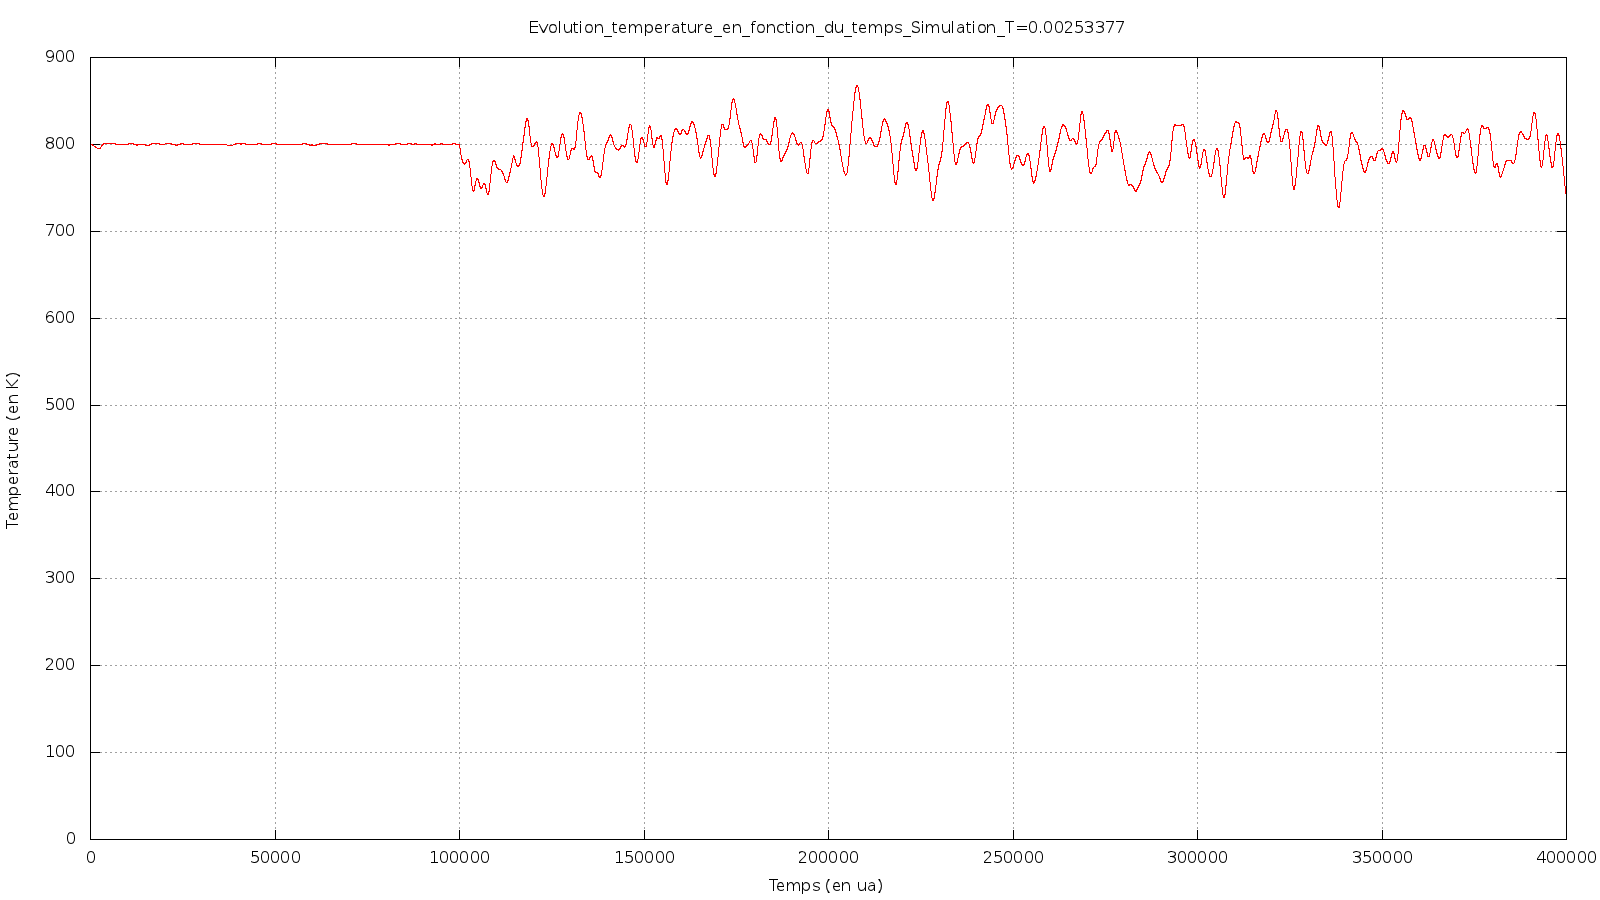 Evolution_temperature_en_fonction_du_temps_Simulation_T=0.00253377
900
800
700
600
500
400
300
200
100
0
Temperature (en K)
0 50000 100000 150000 200000 250000 300000 350000 400000
Temps (en ua)